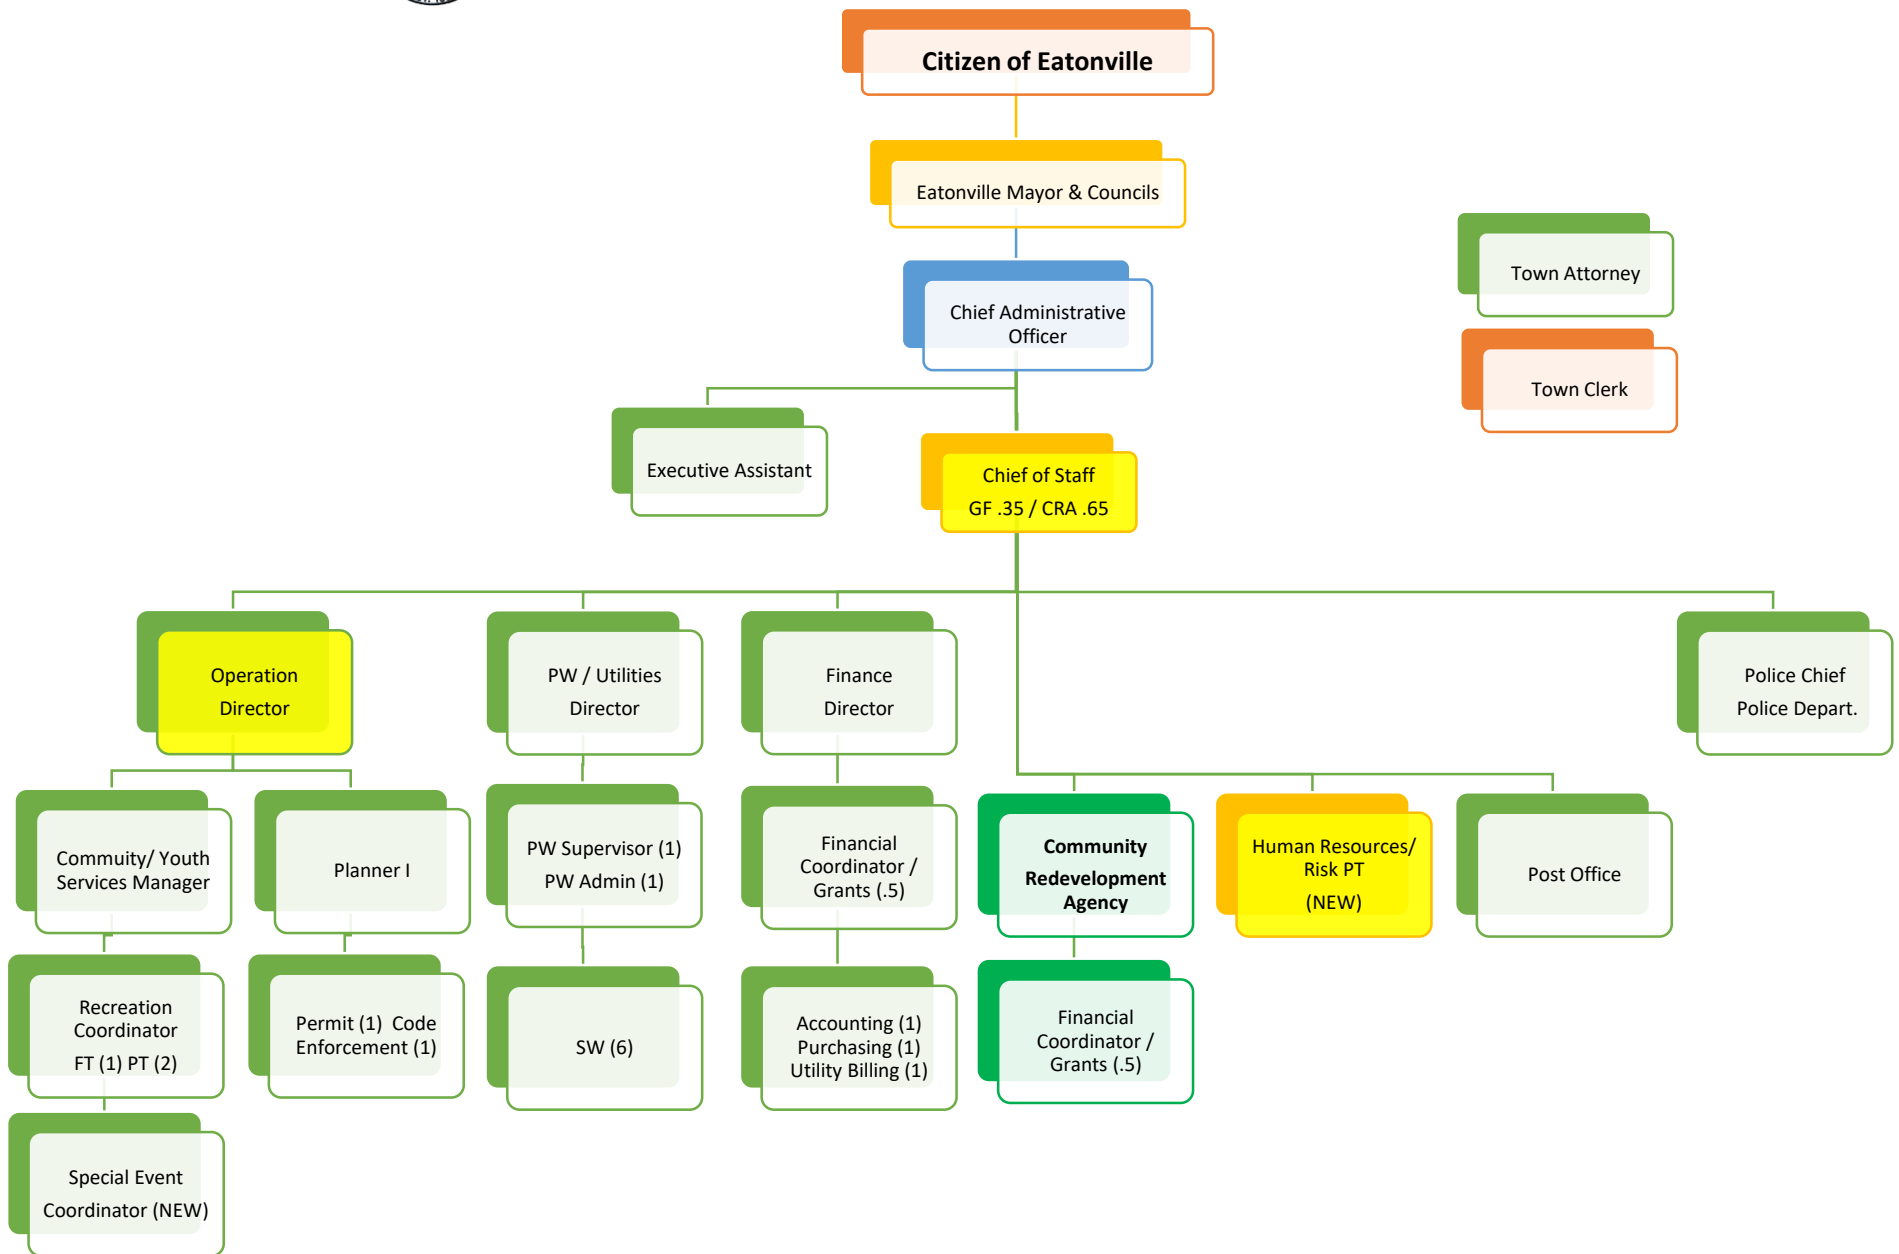 Citizen of Eatonville
Eatonville Mayor & Councils
Town Attorney
Chief Administrative
Officer
Town Clerk
Executive Assistant
Chief of Staff
GF .35 / CRA .65
Operation
Director
PW / Utilities
Director
Finance
Director
Police Chief
Police Depart.
Commuity/ Youth
Services Manager
Planner I
PW Supervisor (1)
PW Admin (1)
Financial
Coordinator /
Grants (.5)
Community
Redevelopment
Agency
Human Resources/
Risk PT
(NEW)
Post Office
Recreation
Coordinator
FT (1) PT (2)
Permit (1)  Code
Enforcement (1)
SW (6)
Accounting (1)
Purchasing (1)
Utility Billing (1)
Financial
Coordinator /
Grants (.5)
Special Event
Coordinator (NEW)